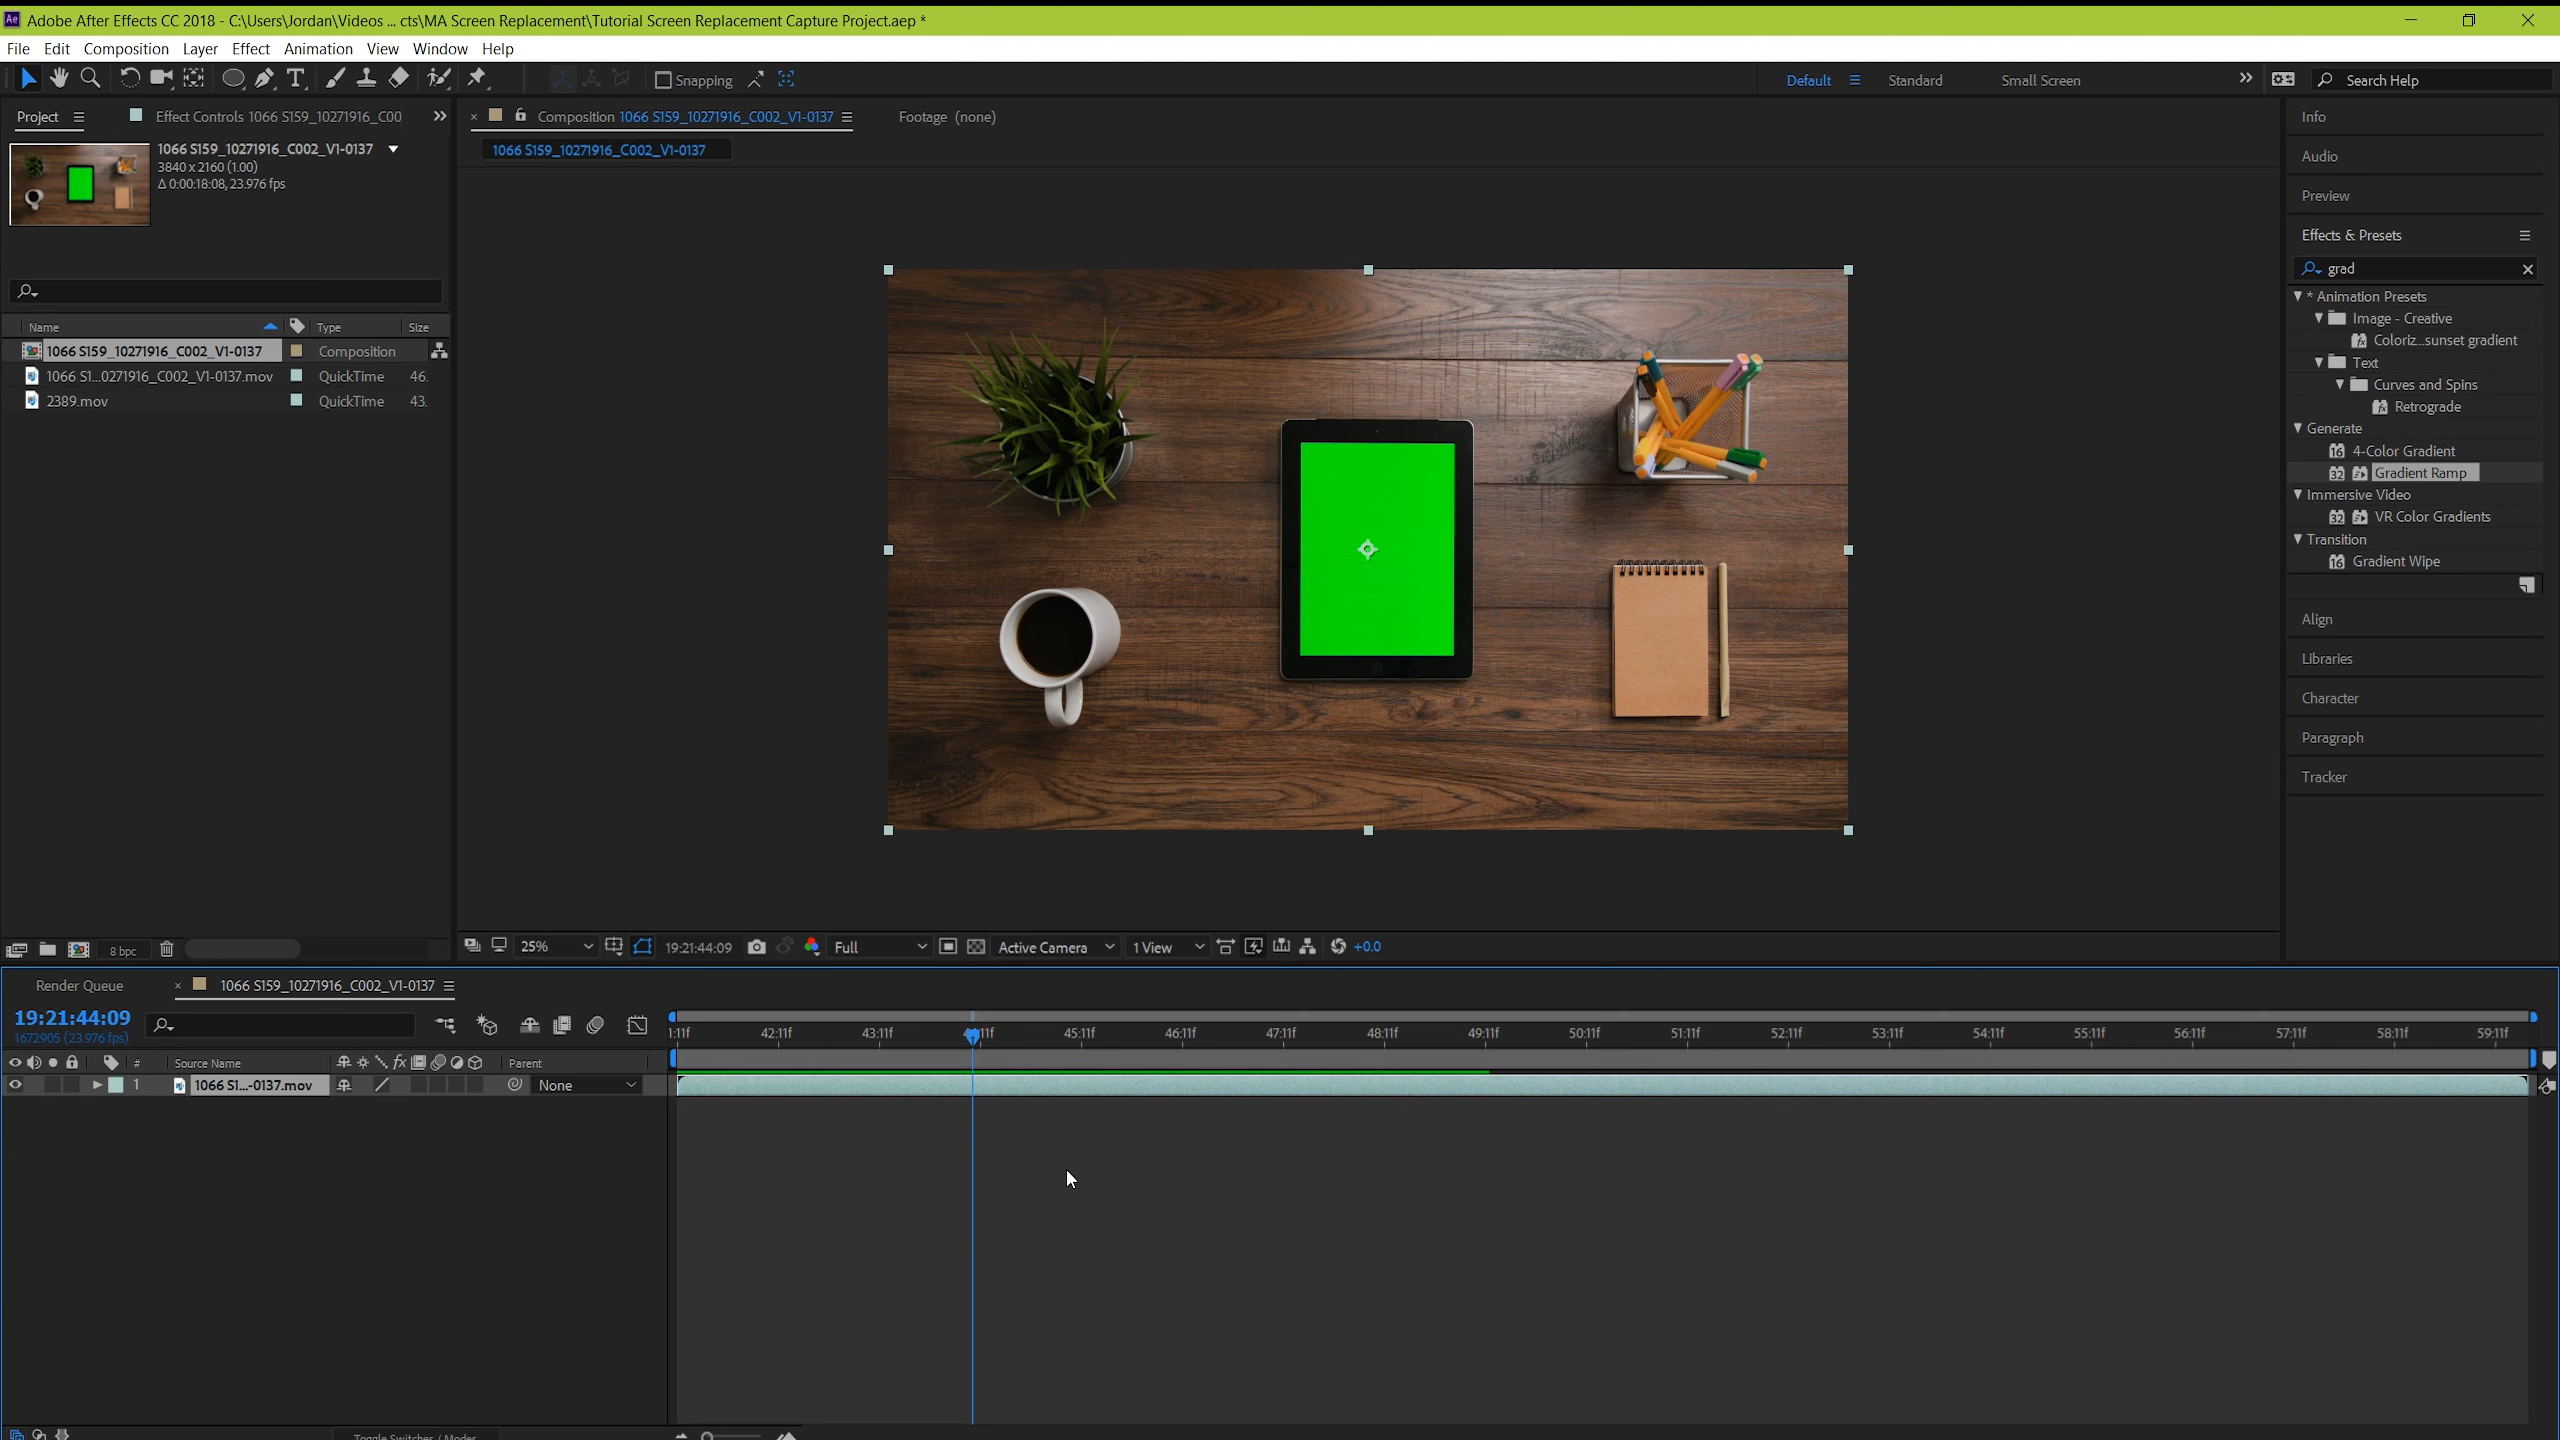 Ae Adobe After Effects CC 2018 - C:\Users\Jordan\Videos ... cts\MA Screen Replacement\Tutorial Screen Replacement Capture Project.aep *
File Edit Composition Layer Effect Animation View Window Help
Snapping
Default Standard Small Screen Search Help
Project Effect Controls 1066 S159_10271916_C00
1066 S159_10271916_C002_V1-0137
3840 x 2160 (1.00)
Δ 0:00:18:08, 23.976 fps
Name Type Size
1066 S159_10271916_C002_V1-0137 Composition
1066 S1...0271916_C002_V1-0137.mov QuickTime 46.
2389.mov QuickTime 43.
8 bpc
Composition 1066 S159_10271916_C002_V1-0137 Footage (none)
1066 S159_10271916_C002_V1-0137
25% 19:21:44:09 Full Active Camera 1 View +0.0
Info
Audio
Preview
Effects & Presets
grad
* Animation Presets
Image - Creative
Coloriz...sunset gradient
Text
Curves and Spins
Retrograde
Generate
16 4-Color Gradient
32 Gradient Ramp
Immersive Video
32 VR Color Gradients
Transition
16 Gradient Wipe
Align
Libraries
Character
Paragraph
Tracker
Render Queue 1066 S159_10271916_C002_V1-0137
19:21:44:09
1672905 (23.976 fps)
1:11f 42:11f 43:11f 45:11f 46:11f 47:11f 48:11f 49:11f 50:11f 51:11f 52:11f 53:11f 54:11f 55:11f 56:11f 57:11f 58:11f 59:11f
# Source Name fx Parent
1 1066 S1...-0137.mov None
Toggle Switches / Modes